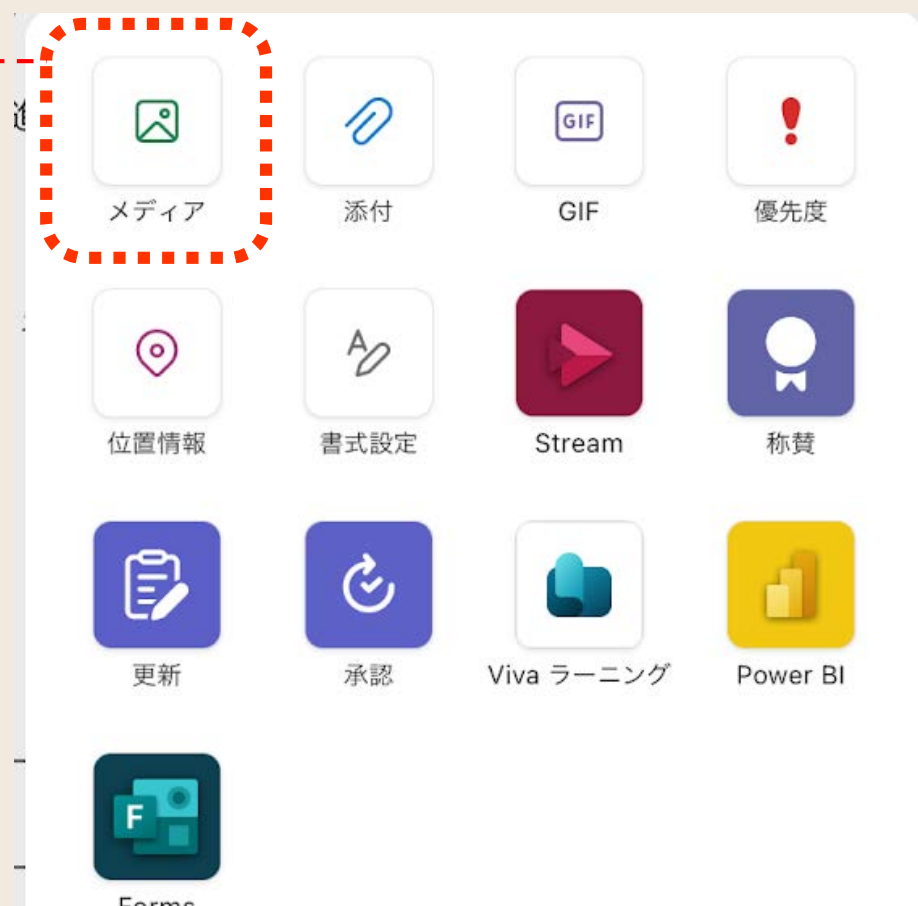 メディア
添付
GIF
GIF
優先度
位置情報
A
書式設定
Stream
称賛
更新
承認
Viva ラーニング
Power BI
F
Forms